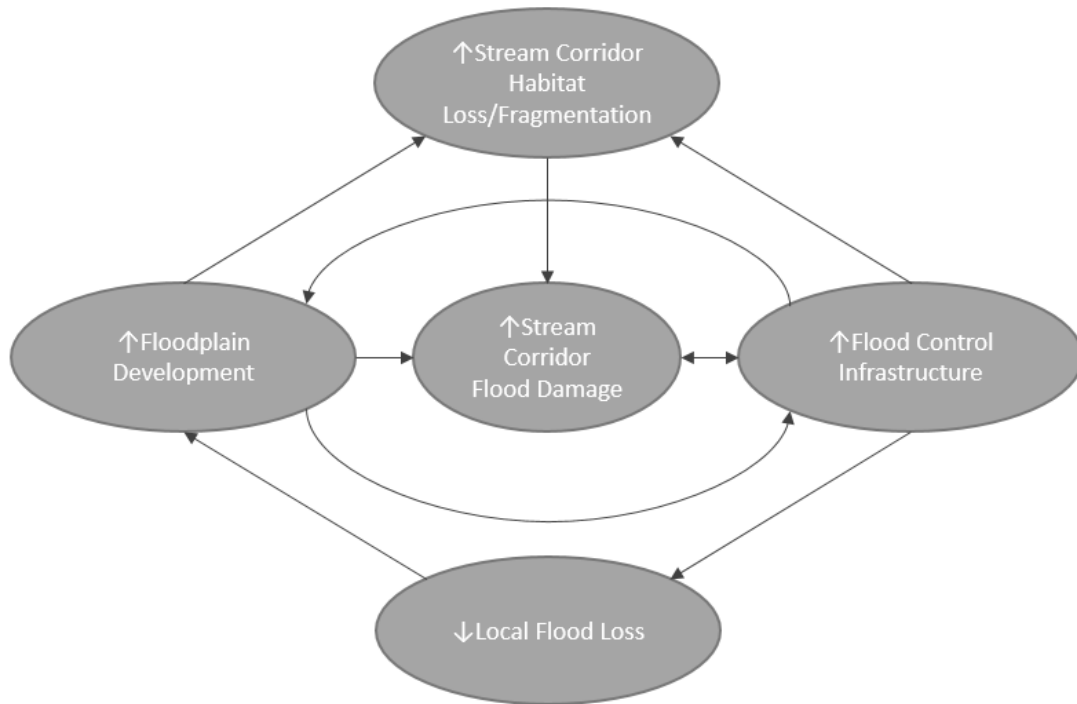 ↑Stream Corridor
Habitat
Loss/Fragmentation
↑Floodplain
Development
↑Stream
Corridor
Flood Damage
↑Flood Control
Infrastructure
↓Local Flood Loss